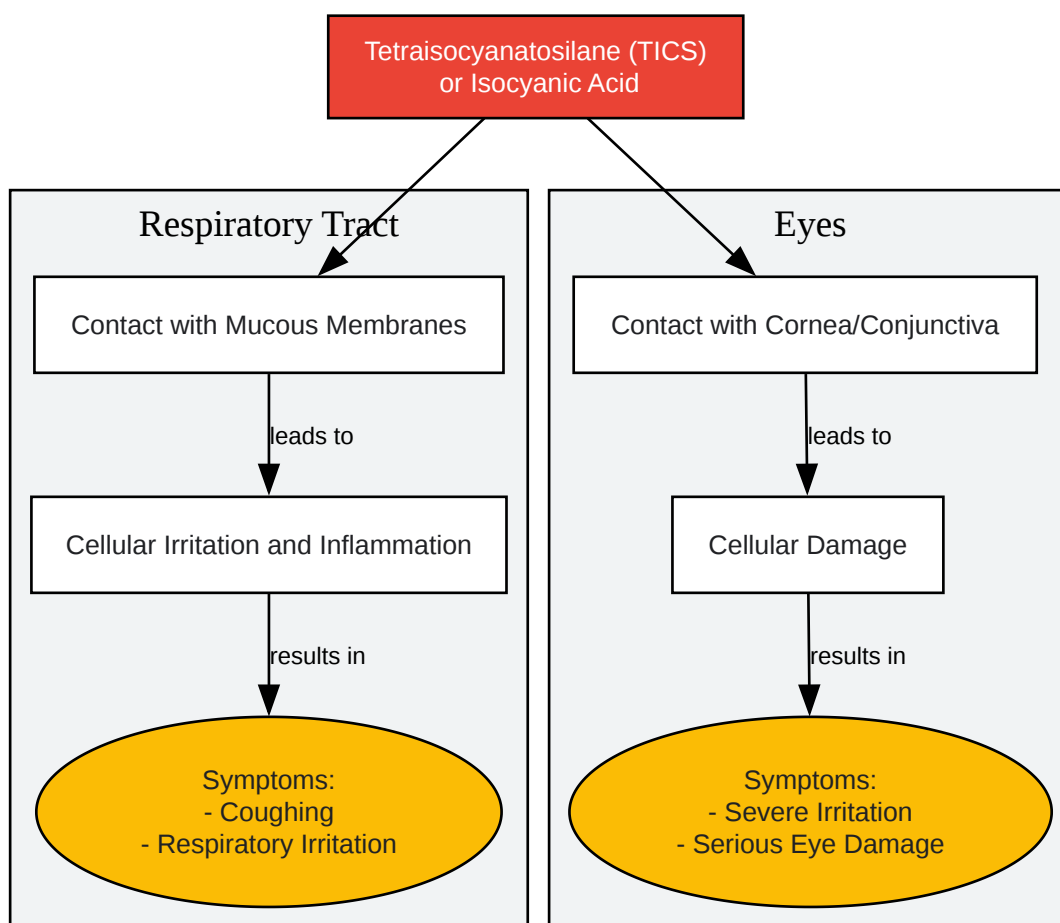 Tetraisocyanatosilane (TICS)
or Isocyanic Acid
Respiratory Tract
Contact with Mucous Membranes
leads to
Cellular Irritation and Inflammation
results in
Symptoms:
- Coughing
- Respiratory Irritation
Eyes
Contact with Cornea/Conjunctiva
leads to
Cellular Damage
results in
Symptoms:
- Severe Irritation
- Serious Eye Damage